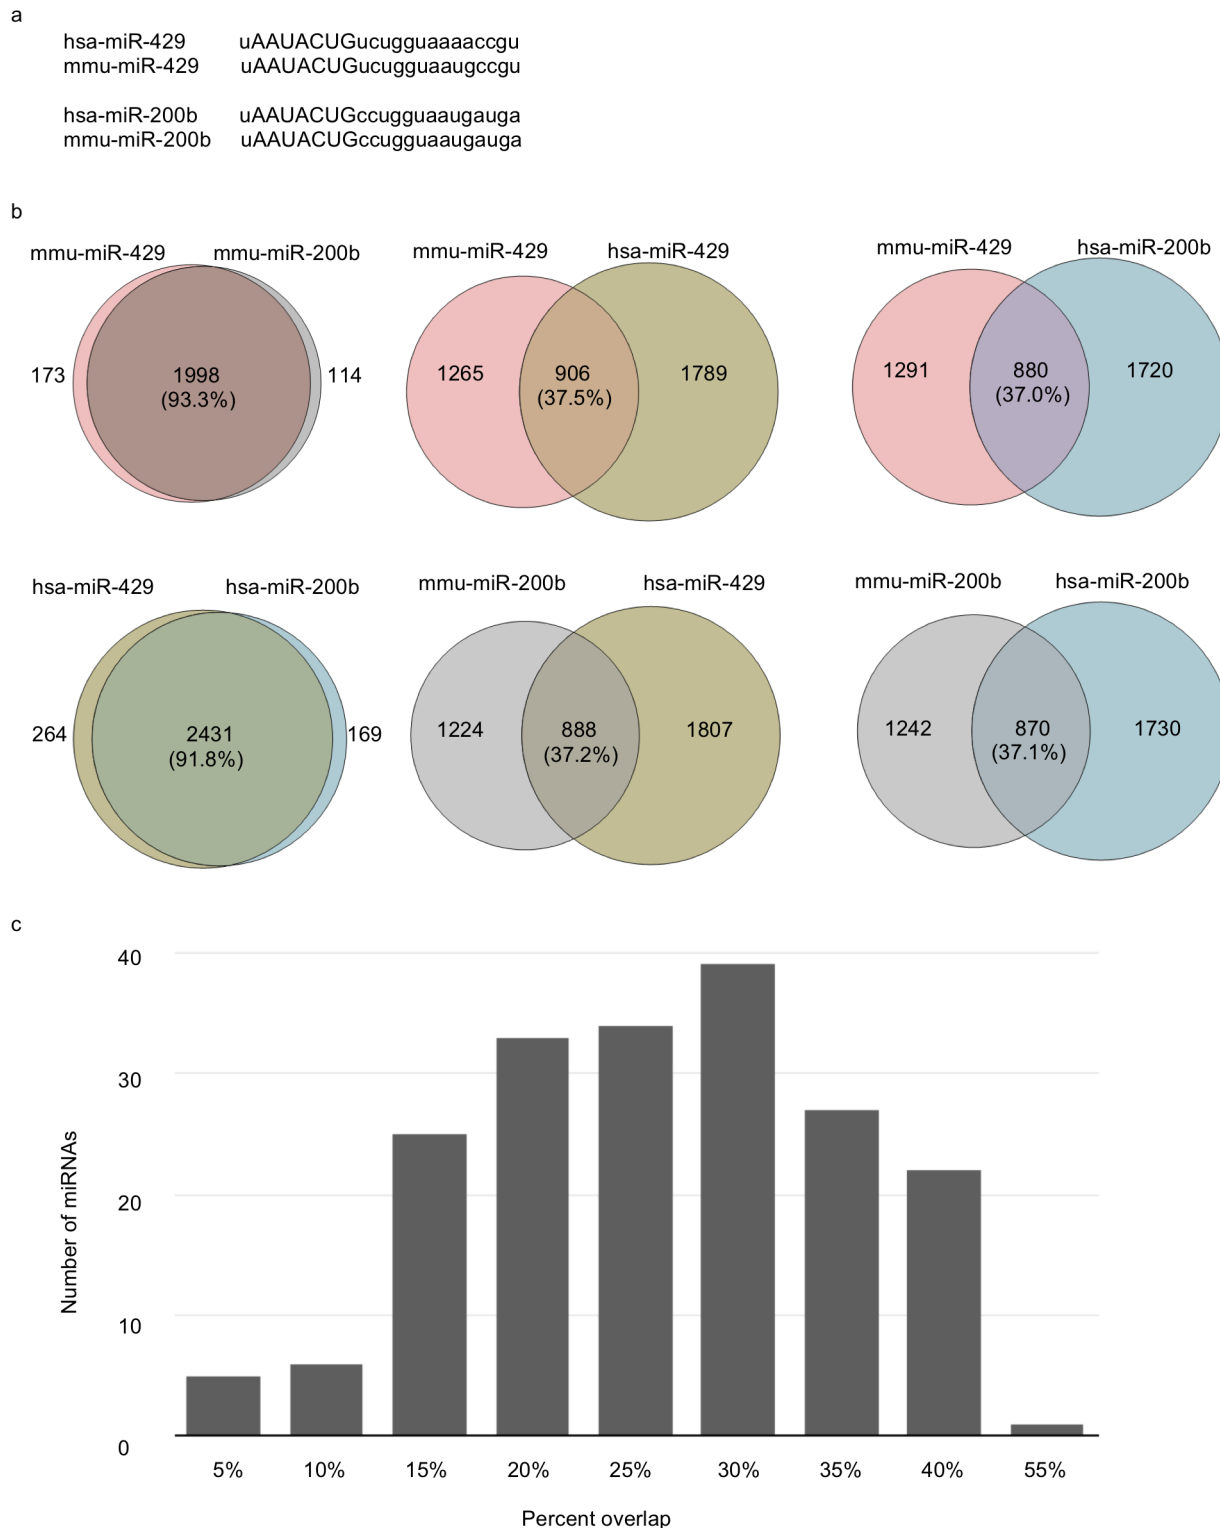 a
hsa-miR-429 uAAUACUGucugguaaaaccgu
mmu-miR-429 uAAUACUGucugguaaugccgu
hsa-miR-200b uAAUACUGccugguaaugauga
mmu-miR-200b uAAUACUGccugguaaugauga
b
mmu-miR-429 mmu-miR-200b
173 1998 114
(93.3%)
mmu-miR-429 hsa-miR-429
1265 906 1789
(37.5%)
mmu-miR-429 hsa-miR-200b
1291 880 1720
(37.0%)
hsa-miR-429 hsa-miR-200b
264 2431 169
(91.8%)
mmu-miR-200b hsa-miR-429
1224 888 1807
(37.2%)
mmu-miR-200b hsa-miR-200b
1242 870 1730
(37.1%)
c
Number of miRNAs
40
30
20
10
0
5% 10% 15% 20% 25% 30% 35% 40% 55%
Percent overlap